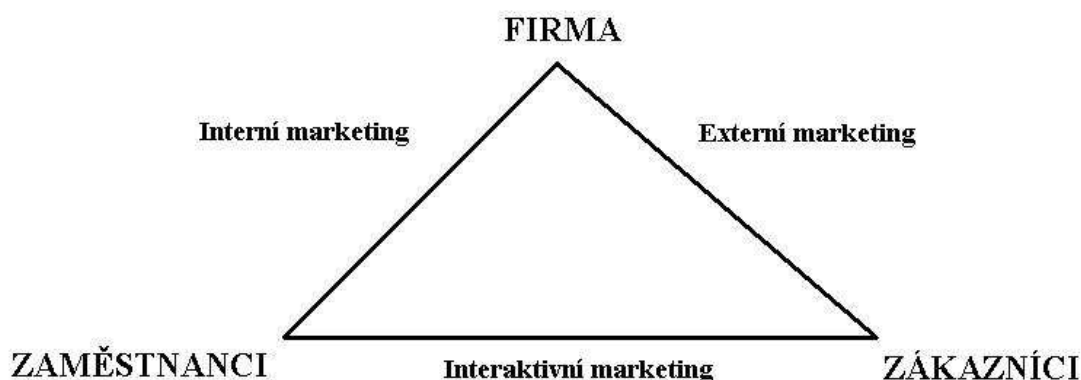 FIRMA
Interní marketing
Externí marketing
ZAMĚSTNANCI
Interaktivní marketing
ZÁKAZNÍCI